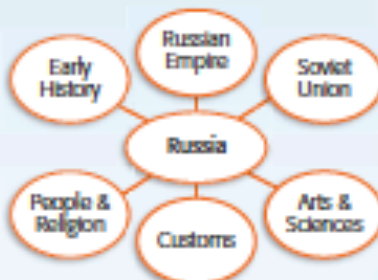 Russian
Empire
Early
History
Soviet
Union
Russia
People &
Religion
Arts &
Sciences
Customs